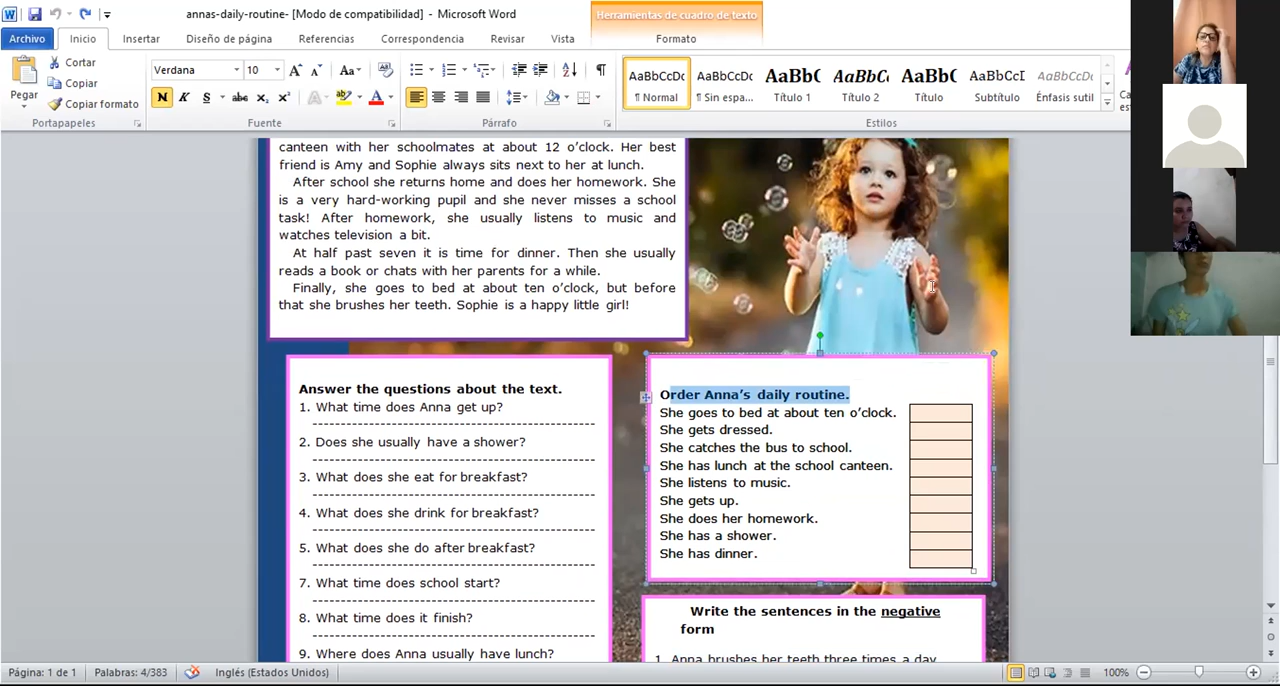 annas-daily-routine- [Modo de compatibilidad] - Microsoft Word
Herramientas de cuadro de texto
Archivo Inicio Insertar Diseño de página Referencias Correspondencia Revisar Vista Formato
Pegar
Cortar
Copiar
Copiar formato
Portapapeles
Verdana 10
Fuente
Párrafo
AaBbCcDc AaBbCcDc AaBbC AaBbCc AaBbC AaBbCcI AaBbCcDc
¶ Normal ¶ Sin espa... Título 1 Título 2 Título Subtítulo Énfasis sutil
Estilos
canteen with her schoolmates at about 12 o'clock. Her best
friend is Amy and Sophie always sits next to her at lunch.
After school she returns home and does her homework. She
is a very hard-working pupil and she never misses a school
task! After homework, she usually listens to music and
watches television a bit.
At half past seven it is time for dinner. Then she usually
reads a book or chats with her parents for a while.
Finally, she goes to bed at about ten o'clock, but before
that she brushes her teeth. Sophie is a happy little girl!
Answer the questions about the text.
1. What time does Anna get up?
2. Does she usually have a shower?
3. What does she eat for breakfast?
4. What does she drink for breakfast?
5. What does she do after breakfast?
7. What time does school start?
8. What time does it finish?
9. Where does Anna usually have lunch?
Order Anna's daily routine.
She goes to bed at about ten o'clock.
She gets dressed.
She catches the bus to school.
She has lunch at the school canteen.
She listens to music.
She gets up.
She does her homework.
She has a shower.
She has dinner.
Write the sentences in the negative
form
1. Anna brushes her teeth three times a day
Página: 1 de 1 Palabras: 4/383 Inglés (Estados Unidos) 100%